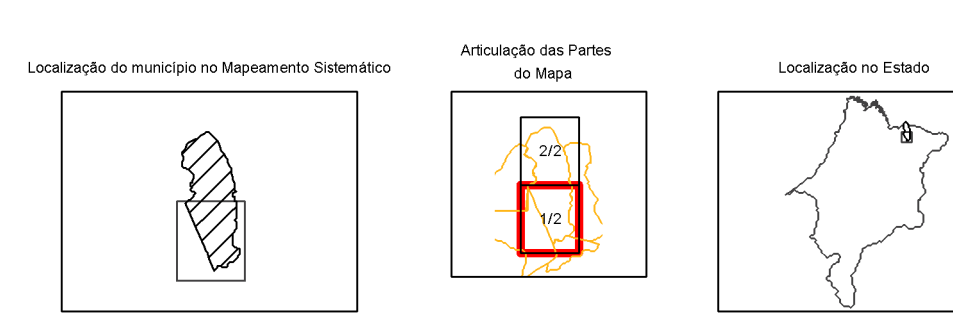 Localização do município no Mapeamento Sistemático
Articulação das Partes
do Mapa
Localização no Estado
2/2
1/2